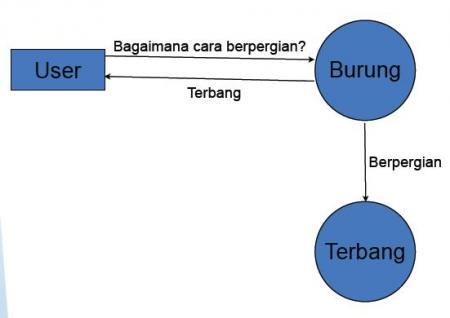 Bagaimana cara berpergian?
User
Burung
Terbang
Berpergian
Terbang